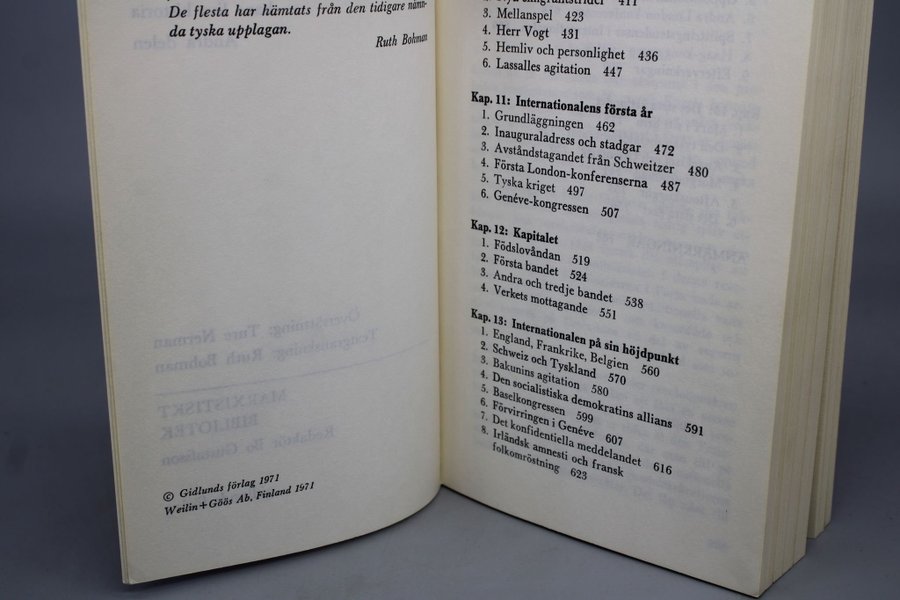 De flesta har hämtats från den tidigare nämn-
da tyska upplagan.
Ruth Bohman
Översättning: Ture Nerman
Textgranskning: Ruth Bohman
MARXISTISKT
BIBLIOTEK
Redaktör Bo Gustafsson
© Gidlunds förlag 1971
Weilin+Göös Ab, Finland 1971
411
3. Mellanspel 423
4. Herr Vogt 431
5. Hemliv och personlighet 436
6. Lassalles agitation 447
Kap. 11: Internationalens första år
1. Grundläggningen 462
2. Inauguraladress och stadgar 472
3. Avståndstagandet från Schweitzer 480
4. Första London-konferenserna 487
5. Tyska kriget 497
6. Genéve-kongressen 507
Kap. 12: Kapitalet
1. Födslovåndan 519
2. Första bandet 524
3. Andra och tredje bandet 538
4. Verkets mottagande 551
Kap. 13: Internationalen på sin höjdpunkt
1. England, Frankrike, Belgien 560
2. Schweiz och Tyskland 570
3. Bakunins agitation 580
4. Den socialistiska demokratins allians 591
5. Baselkongressen 599
6. Förvirringen i Genéve 607
7. Det konfidentiella meddelandet 616
8. Irländsk amnesti och fransk
folkomröstning 623